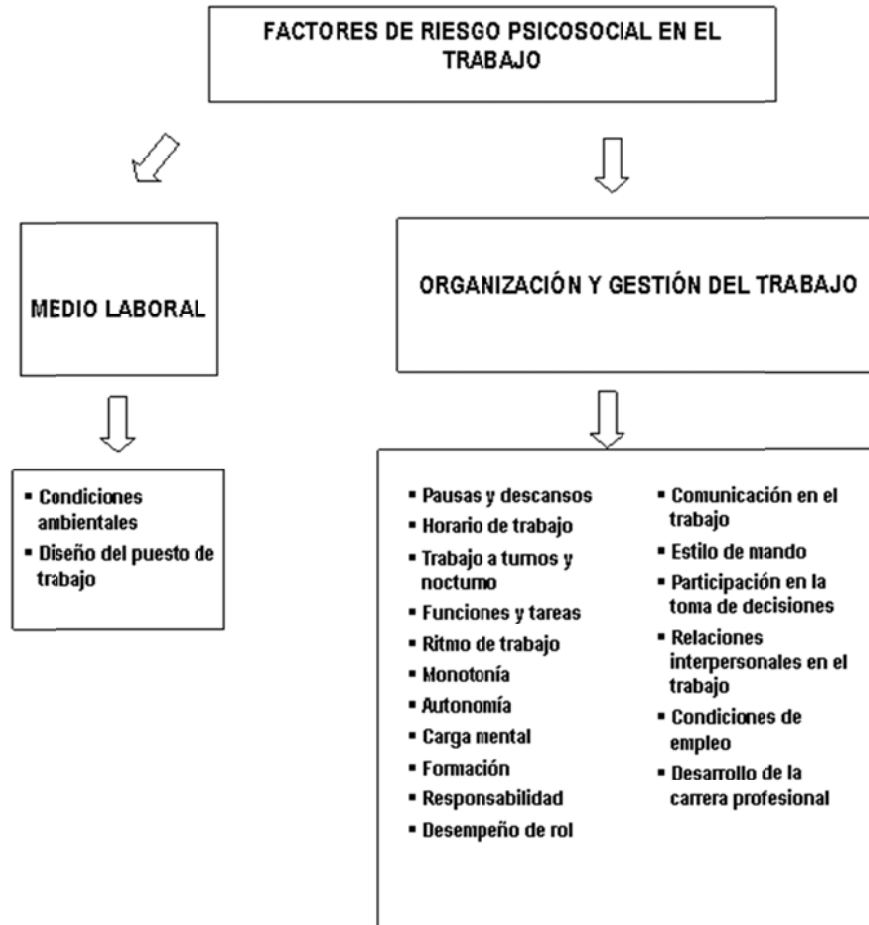 FACTORES DE RIESGO PSICOSOCIAL EN EL
TRABAJO
MEDIO LABORAL
ORGANIZACIÓN Y GESTIÓN DEL TRABAJO
▪ Condiciones
ambientales
▪ Diseño del puesto de
trabajo
▪ Pausas y descansos
▪ Horario de trabajo
▪ Trabajo a turnos y
nocturno
▪ Funciones y tareas
▪ Ritmo de trabajo
▪ Monotonía
▪ Autonomía
▪ Carga mental
▪ Formación
▪ Responsabilidad
▪ Desempeño de rol
▪ Comunicación en el
trabajo
▪ Estilo de mando
▪ Participación en la
toma de decisiones
▪ Relaciones
interpersonales en el
trabajo
▪ Condiciones de
empleo
▪ Desarrollo de la
carrera profesional